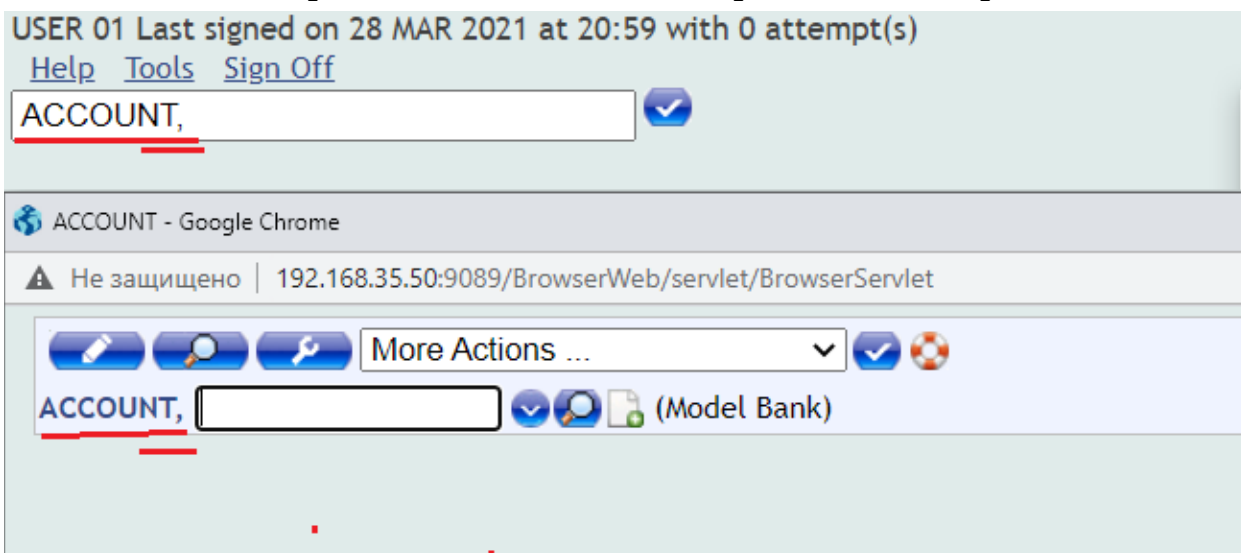 USER 01 Last signed on 28 MAR 2021 at 20:59 with 0 attempt(s)
Help Tools Sign Off
ACCOUNT,
ACCOUNT - Google Chrome
Не защищено | 192.168.35.50:9089/BrowserWeb/servlet/BrowserServlet
More Actions ...
ACCOUNT, (Model Bank)